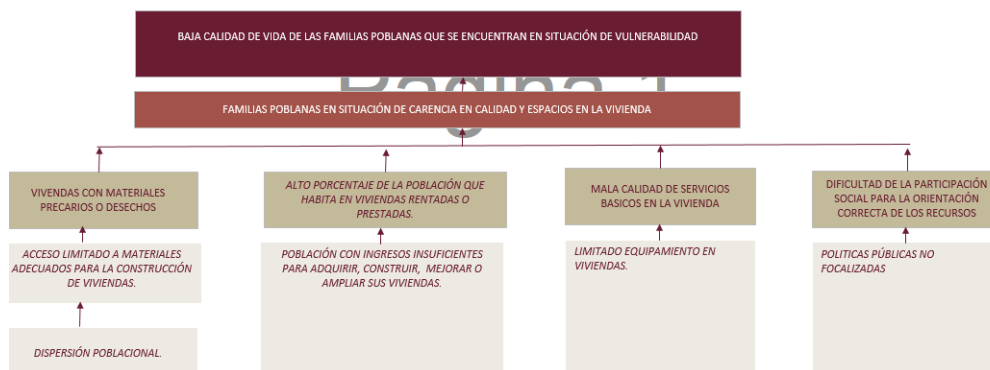 BAJA CALIDAD DE VIDA DE LAS FAMILIAS POBLANAS QUE SE ENCUENTRAN EN SITUACIÓN DE VULNERABILIDAD
Página 1
FAMILIAS POBLANAS EN SITUACIÓN DE CARENCIA EN CALIDAD Y ESPACIOS EN LA VIVIENDA
VIVENDAS CON MATERIALES
PRECARIOS O DESECHOS
ALTO PORCENTAJE DE LA POBLACIÓN QUE
HABITA EN VIVIENDAS RENTADAS O
PRESTADAS.
MALA CALIDAD DE SERVICIOS
BASICOS EN LA VIVIENDA
DIFICULTAD DE LA PARTICIPACIÓN
SOCIAL PARA LA ORIENTACIÓN
CORRECTA DE LOS RECURSOS
ACCESO LIMITADO A MATERIALES
ADECUADOS PARA LA CONSTRUCCIÓN
DE VIVIENDAS.
POBLACIÓN CON INGRESOS INSUFICIENTES
PARA ADQUIRIR, CONSTRUIR, MEJORAR O
AMPLIAR SUS VIVIENDAS.
LIMITADO EQUIPAMIENTO EN
VIVIENDAS.
POLITICAS PÚBLICAS NO
FOCALIZADAS
DISPERSIÓN POBLACIONAL.